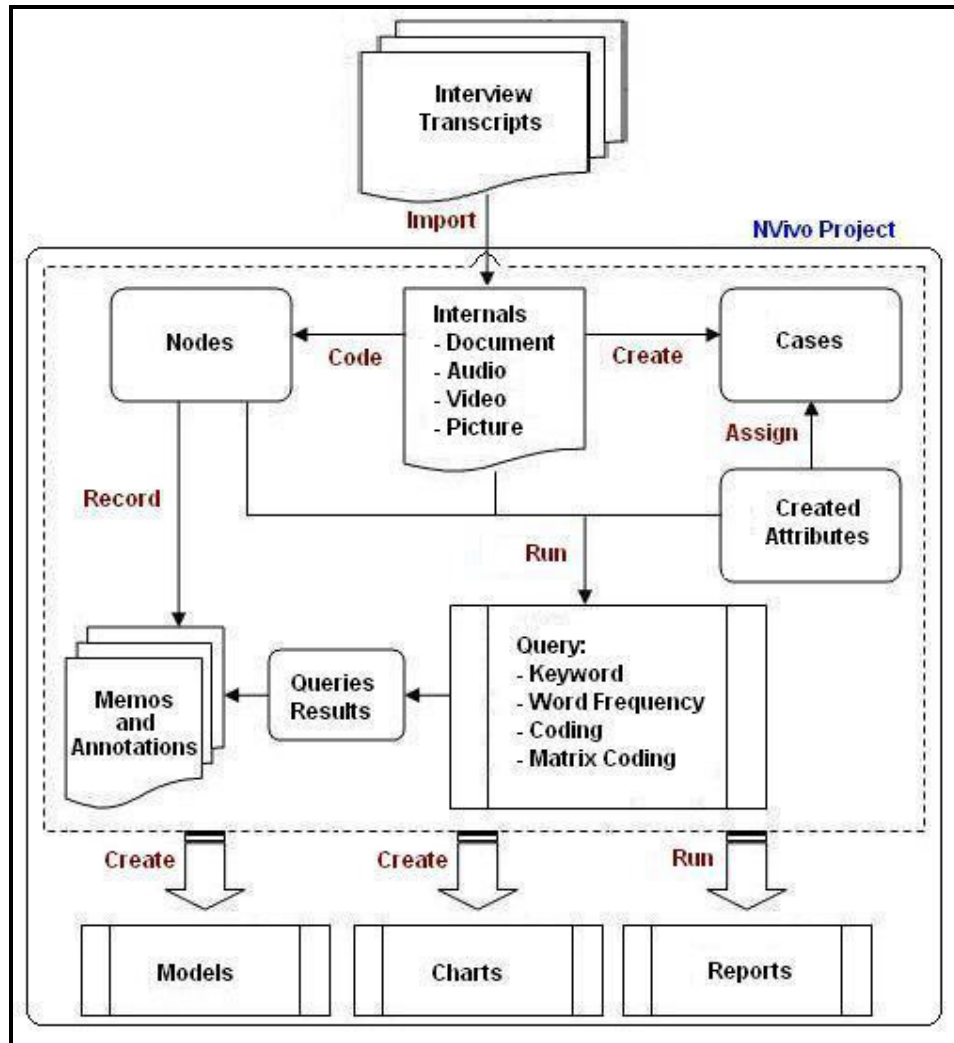 Interview
Transcripts
Import
NVivo Project
Nodes
Code
Internals
- Document
- Audio
- Video
- Picture
Create
Cases
Assign
Record
Created
Attributes
Run
Memos
and
Annotations
Queries
Results
Query:
- Keyword
- Word Frequency
- Coding
- Matrix Coding
Create
Create
Run
Models
Charts
Reports